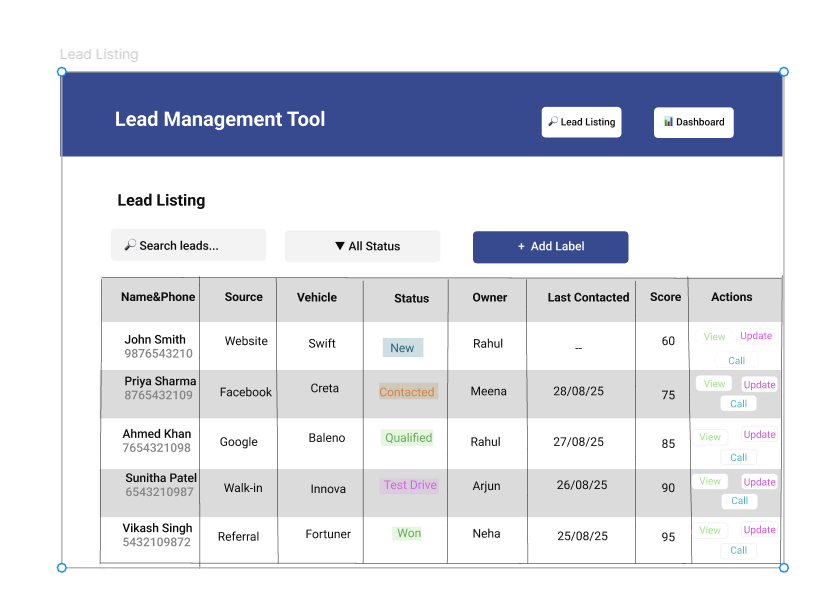 Lead Listing
Lead Management Tool
🔎 Lead Listing
📊 Dashboard
Lead Listing
🔎 Search leads...
▼ All Status
+ Add Label
Name&Phone Source Vehicle Status Owner Last Contacted Score Actions
John Smith
9876543210
Website Swift New Rahul -- 60
View Update
Call
Priya Sharma
8765432109
Facebook Creta Contacted Meena 28/08/25 75
View Update
Call
Ahmed Khan
7654321098
Google Baleno Qualified Rahul 27/08/25 85
View Update
Call
Sunitha Patel
6543210987
Walk-in Innova Test Drive Arjun 26/08/25 90
View Update
Call
Vikash Singh
5432109872
Referral Fortuner Won Neha 25/08/25 95
View Update
Call